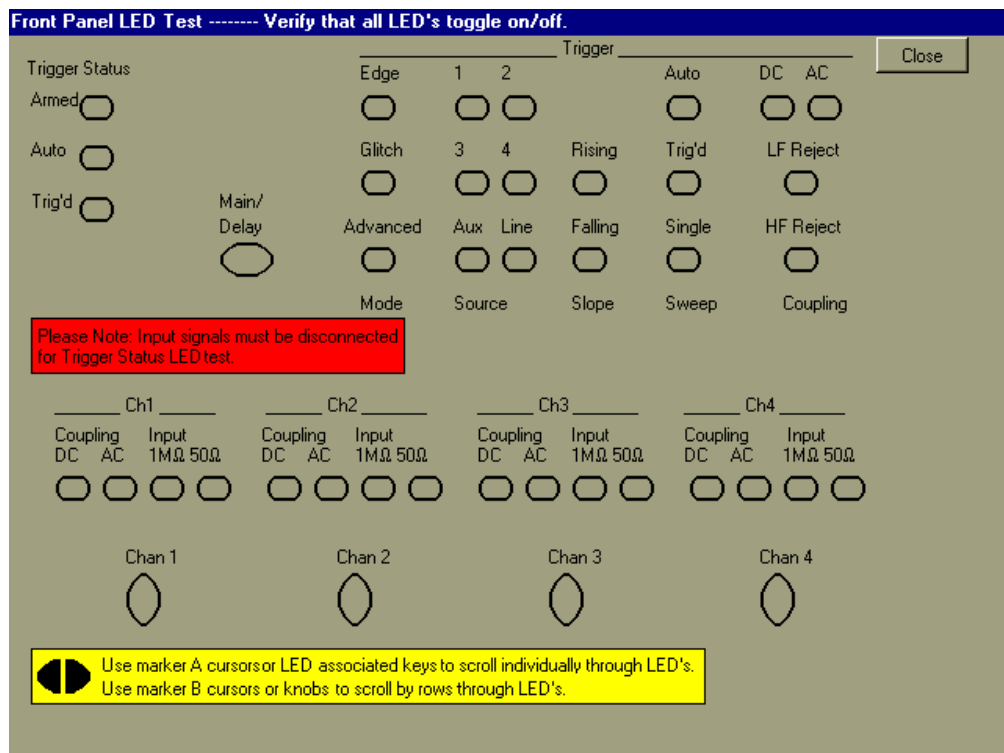 Front Panel LED Test -------- Verify that all LED's toggle on/off.
Close
Trigger Status
Armed
Auto
Trig'd
Main/
Delay
Trigger
Edge 1 2 Auto DC AC
Glitch 3 4 Rising Trig'd LF Reject
Advanced Aux Line Falling Single HF Reject
Mode Source Slope Sweep Coupling
Please Note: Input signals must be disconnected
for Trigger Status LED test.
Ch1 Ch2 Ch3 Ch4
Coupling Input Coupling Input Coupling Input Coupling Input
DC AC 1MΩ 50Ω DC AC 1MΩ 50Ω DC AC 1MΩ 50Ω DC AC 1MΩ 50Ω
Chan 1 Chan 2 Chan 3 Chan 4
Use marker A cursorsor LED associated keys to scroll individually through LED's.
Use marker B cursors or knobs to scroll by rows through LED's.